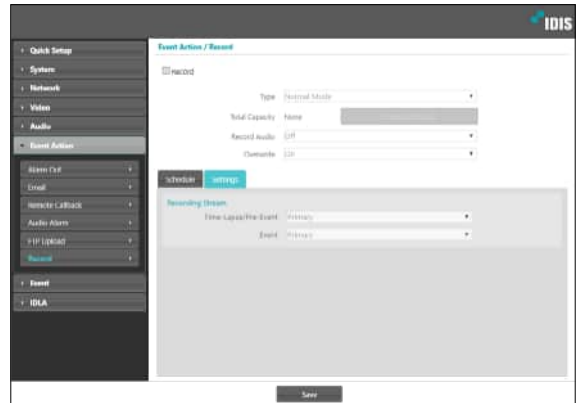 IDIS
Quick Setup
System
Network
Video
Audio
Event Action
Alarm Out
Email
Remote Callback
Audio Alarm
FTP Upload
Record
Event
IDLA
Event Action / Record
Record
Type Normal Mode
Total Capacity None
Record Audio Off
Overwrite On
Schedule Settings
Recording Stream
Time-Lapse/Pre-Event Primary
Event Primary
Save